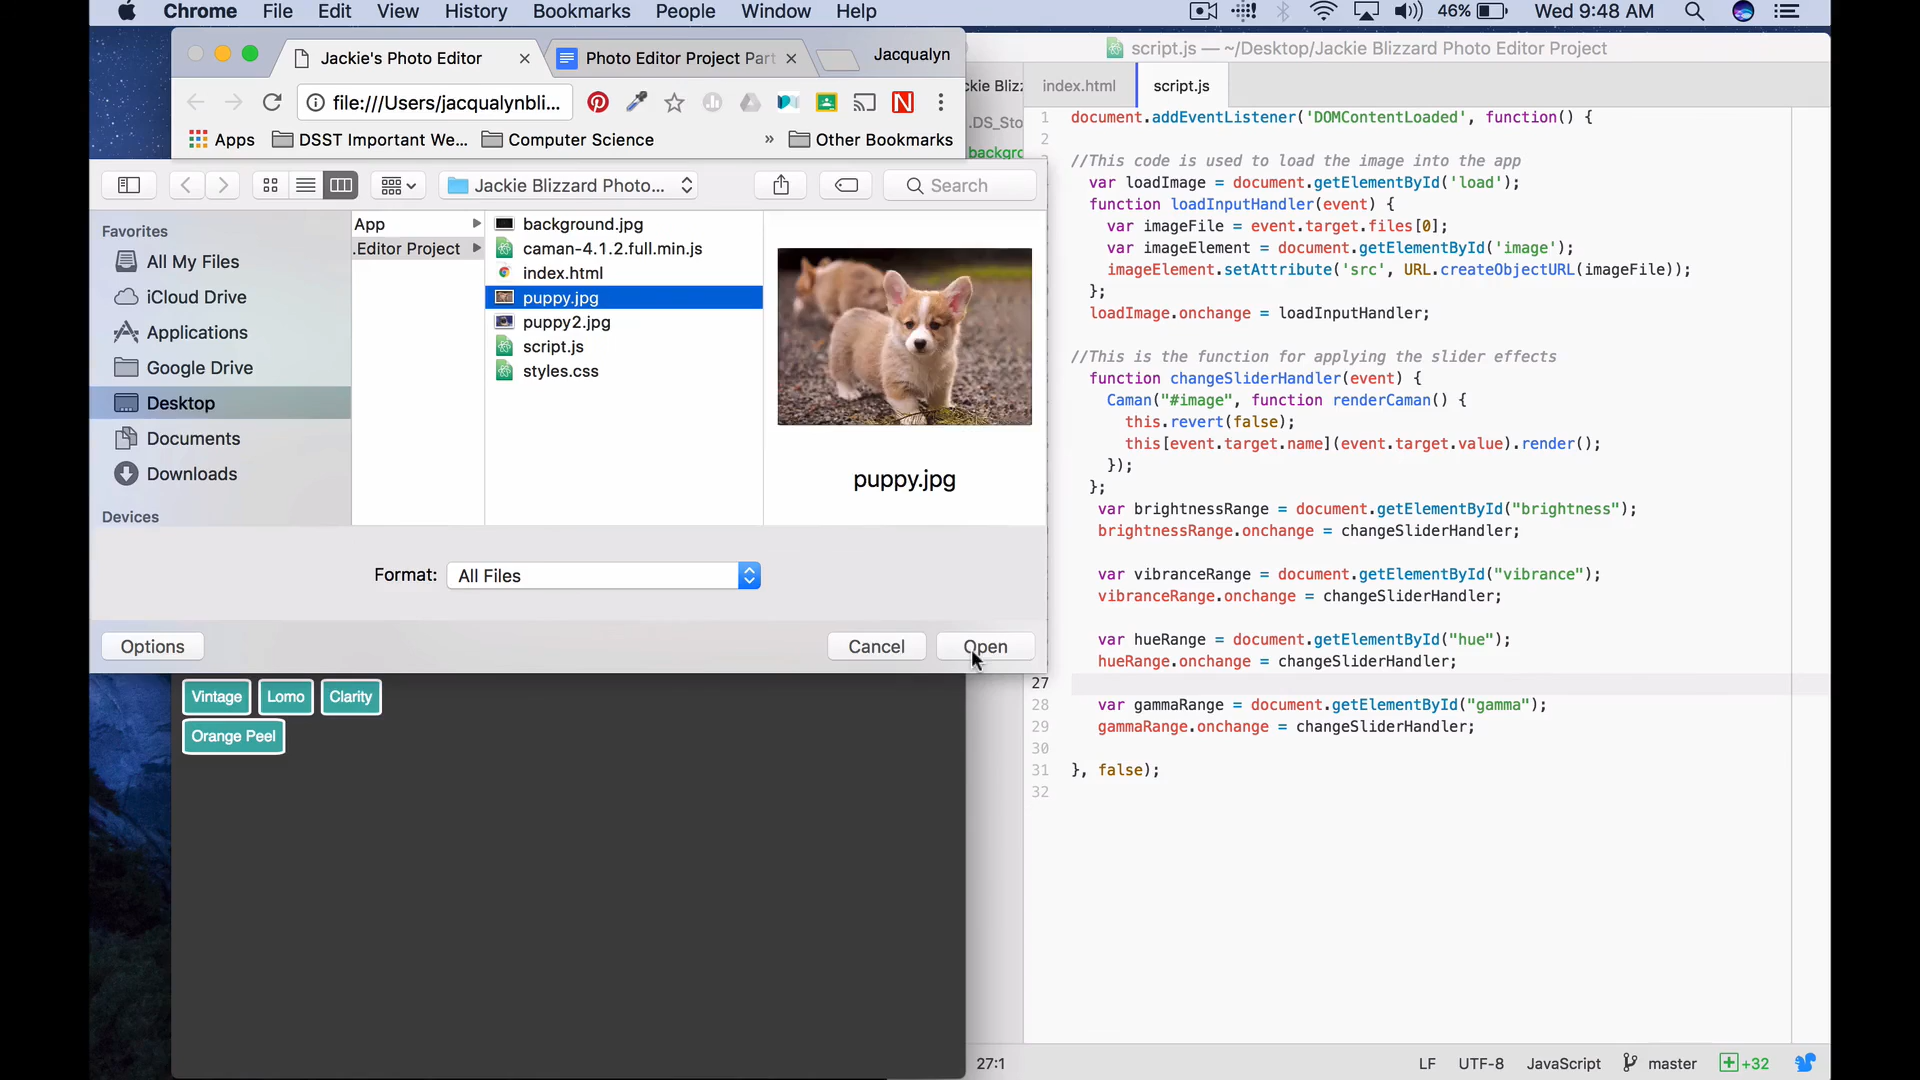 Chrome File Edit View History Bookmarks People Window Help 46% Wed 9:48 AM
Jackie's Photo Editor
Photo Editor Project Part
Jacqualyn
file:///Users/jacqualynbli...
Apps DSST Important We... Computer Science » Other Bookmarks
Jackie Blizzard Photo...
Search
Favorites
All My Files
iCloud Drive
Applications
Google Drive
Desktop
Documents
Downloads
Devices
App
.Editor Project
background.jpg
caman-4.1.2.full.min.js
index.html
puppy.jpg
puppy2.jpg
script.js
styles.css
puppy.jpg
Format: All Files
Options
Cancel
Open
Vintage Lomo Clarity
Orange Peel
script.js — ~/Desktop/Jackie Blizzard Photo Editor Project
ckie Bliz
.DS_Sto
backgro
index.html
script.js
1 document.addEventListener('DOMContentLoaded', function() {
2
//This code is used to load the image into the app
var loadImage = document.getElementById('load');
function loadInputHandler(event) {
var imageFile = event.target.files[0];
var imageElement = document.getElementById('image');
imageElement.setAttribute('src', URL.createObjectURL(imageFile));
};
loadImage.onchange = loadInputHandler;
//This is the function for applying the slider effects
function changeSliderHandler(event) {
Caman("#image", function renderCaman() {
this.revert(false);
this[event.target.name](event.target.value).render();
});
};
var brightnessRange = document.getElementById("brightness");
brightnessRange.onchange = changeSliderHandler;
var vibranceRange = document.getElementById("vibrance");
vibranceRange.onchange = changeSliderHandler;
var hueRange = document.getElementById("hue");
hueRange.onchange = changeSliderHandler;
27
28 var gammaRange = document.getElementById("gamma");
29 gammaRange.onchange = changeSliderHandler;
30
31 }, false);
32
27:1
LF UTF-8 JavaScript master +32